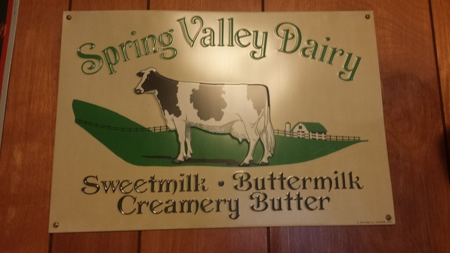 Spring Valley Dairy
Sweetmilk · Buttermilk
Creamery Butter